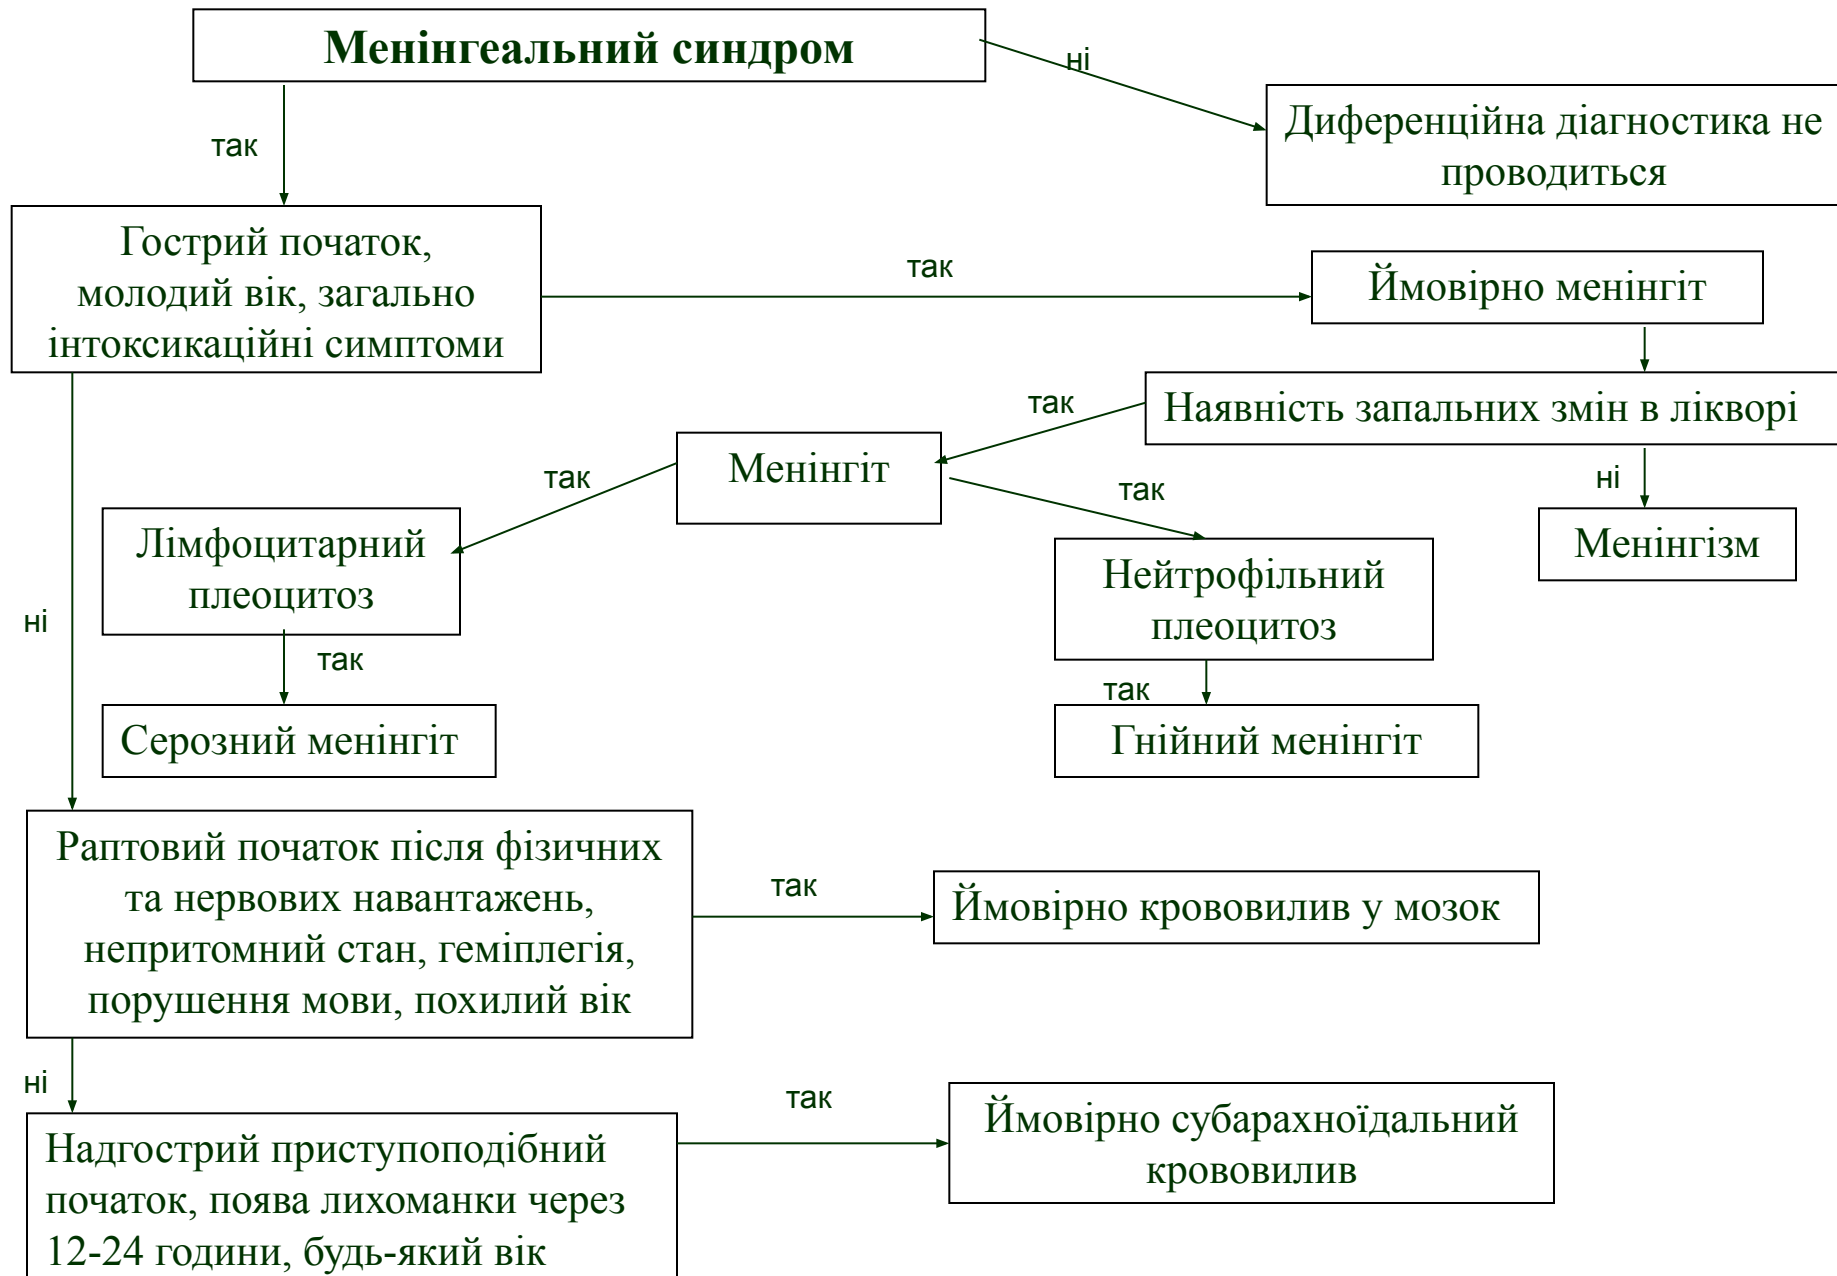 Менінгеальний синдром
ні
Диференційна діагностика не
проводиться
так
Гострий початок,
молодий вік, загально
інтоксикаційні симптоми
так
Ймовірно менінгіт
Наявність запальних змін в лікворі
так
Менінгіт
ні
Менінгізм
так
так
Лімфоцитарний
плеоцитоз
Нейтрофільний
плеоцитоз
ні
так
так
Серозний менінгіт
Гнійний менінгіт
Раптовий початок після фізичних
та нервових навантажень,
непритомний стан, геміплегія,
порушення мови, похилий вік
так
Ймовірно крововилив у мозок
ні
Надгострий приступоподібний
початок, поява лихоманки через
12-24 години, будь-який вік
так
Ймовірно субарахноїдальний
крововилив